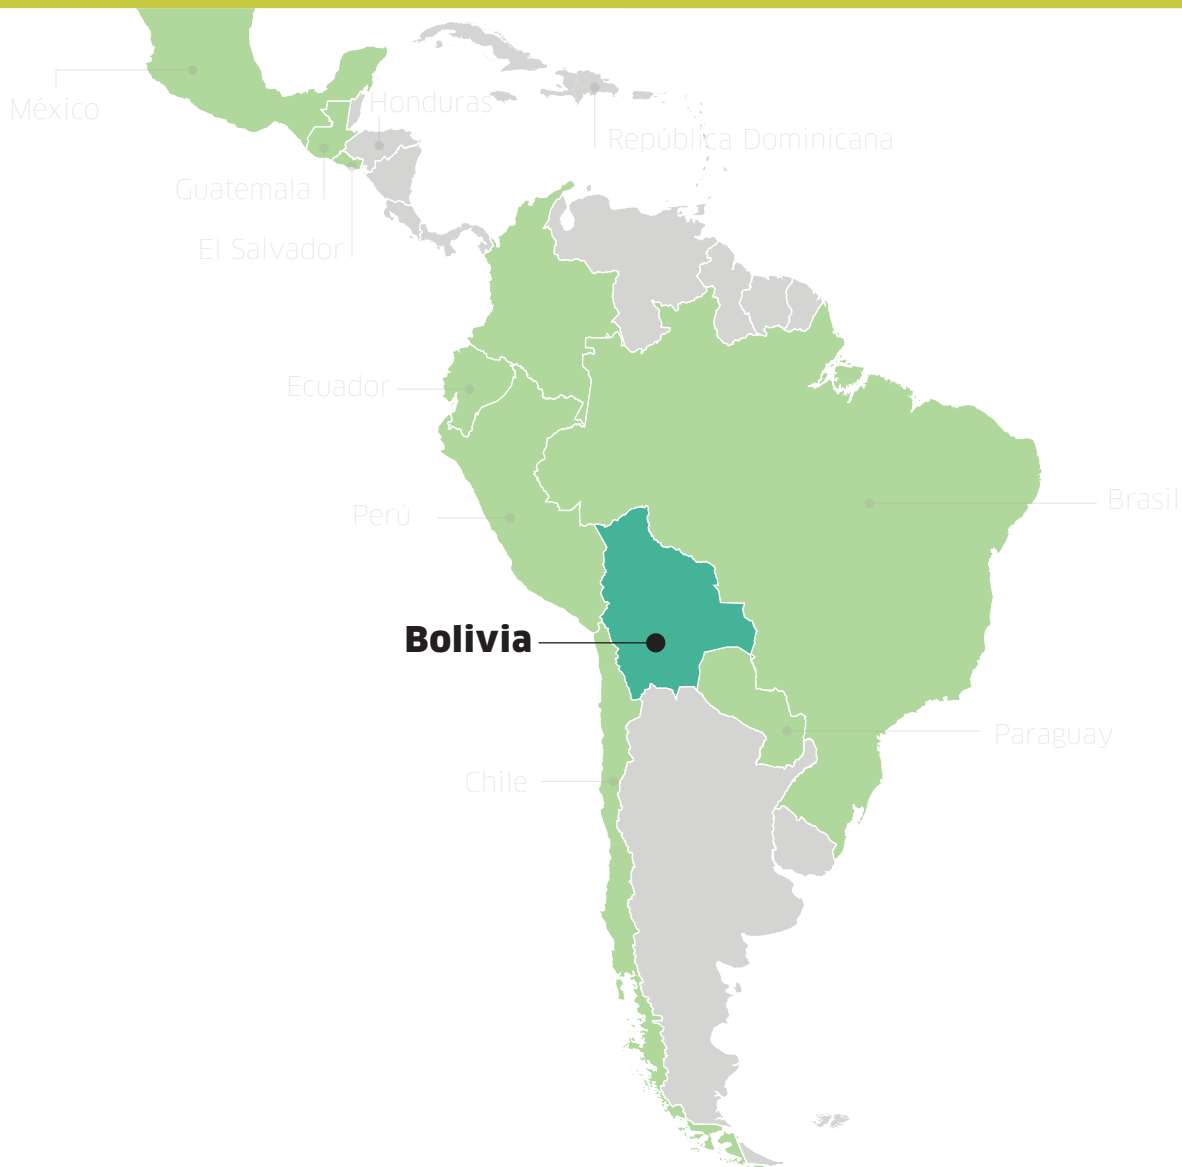 México
Honduras
República Dominicana
Guatemala
El Salvador
Ecuador
Perú
Brasil
Bolivia
Paraguay
Chile